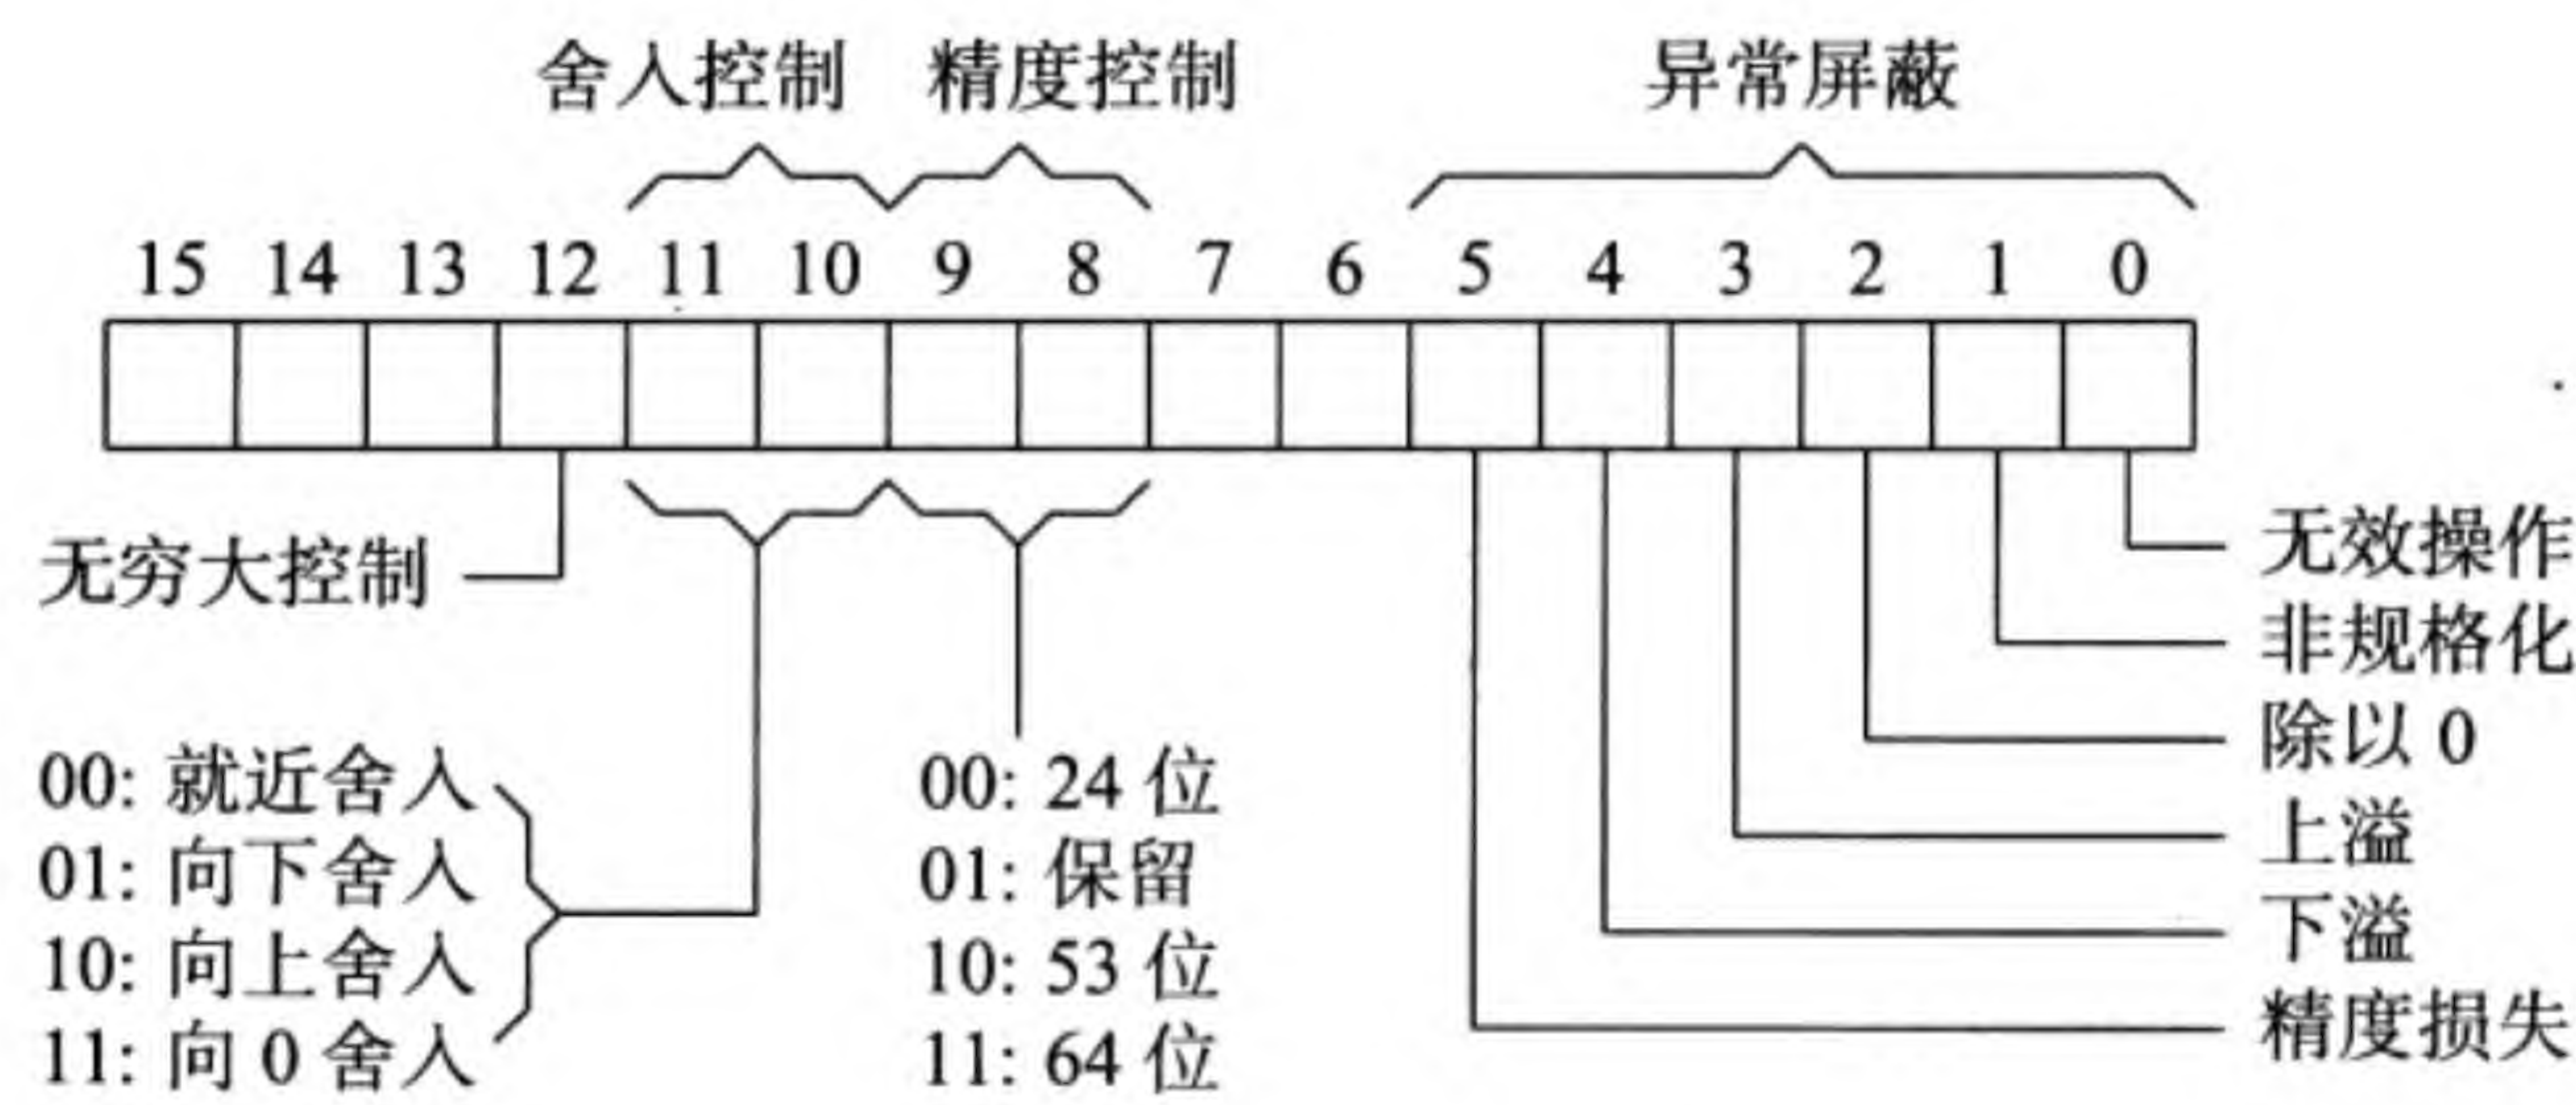 舍入控制 精度控制 异常屏蔽
15 14 13 12 11 10 9 8 7 6 5 4 3 2 1 0
无穷大控制
无效操作
非规格化
除以 0
上溢
下溢
精度损失
00: 就近舍入
01: 向下舍入
10: 向上舍入
11: 向 0 舍入
00: 24 位
01: 保留
10: 53 位
11: 64 位